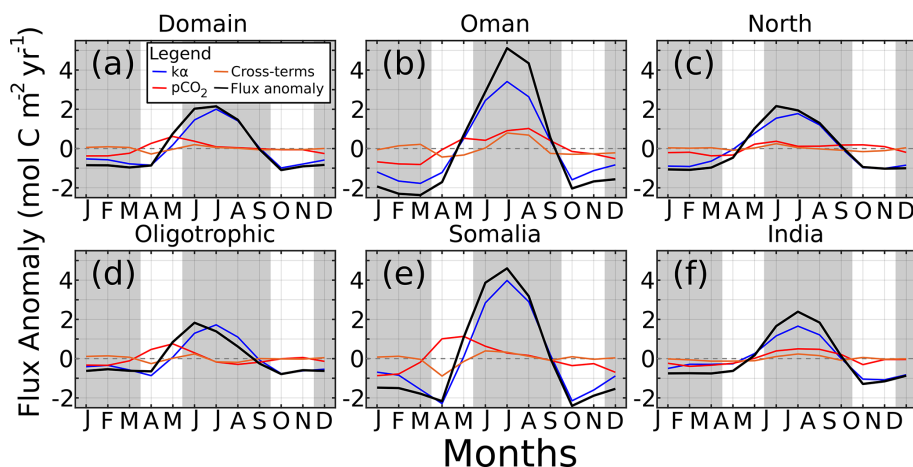 Domain Oman North
Flux Anomaly (mol C m⁻² yr⁻¹)
(a) (b) (c)
Legend
kα Cross-terms
pCO₂ Flux anomaly
4 2 0 -2
J F M A M J J A S O N D J F M A M J J A S O N D J F M A M J J A S O N D
Oligotrophic Somalia India
(d) (e) (f)
4 2 0 -2
J F M A M J J A S O N D J F M A M J J A S O N D J F M A M J J A S O N D
Months